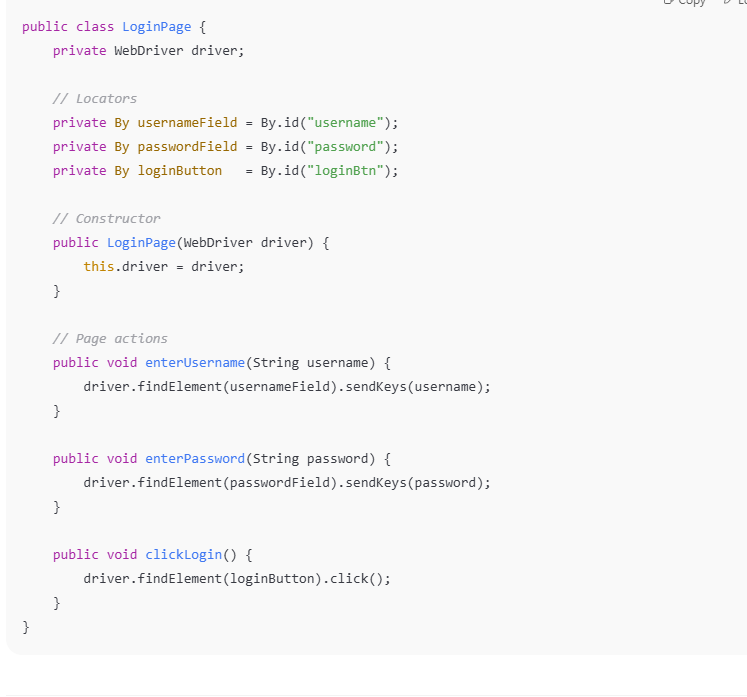 Copy
public class LoginPage {
    private WebDriver driver;

    // Locators
    private By usernameField = By.id("username");
    private By passwordField = By.id("password");
    private By loginButton   = By.id("loginBtn");

    // Constructor
    public LoginPage(WebDriver driver) {
        this.driver = driver;
    }

    // Page actions
    public void enterUsername(String username) {
        driver.findElement(usernameField).sendKeys(username);
    }

    public void enterPassword(String password) {
        driver.findElement(passwordField).sendKeys(password);
    }

    public void clickLogin() {
        driver.findElement(loginButton).click();
    }
}